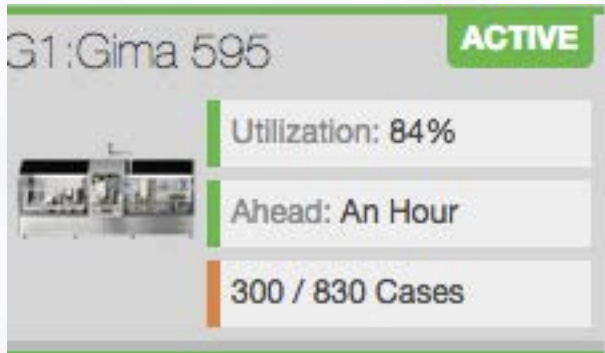 G1:Gima 595
ACTIVE
Utilization: 84%
Ahead: An Hour
300 / 830 Cases